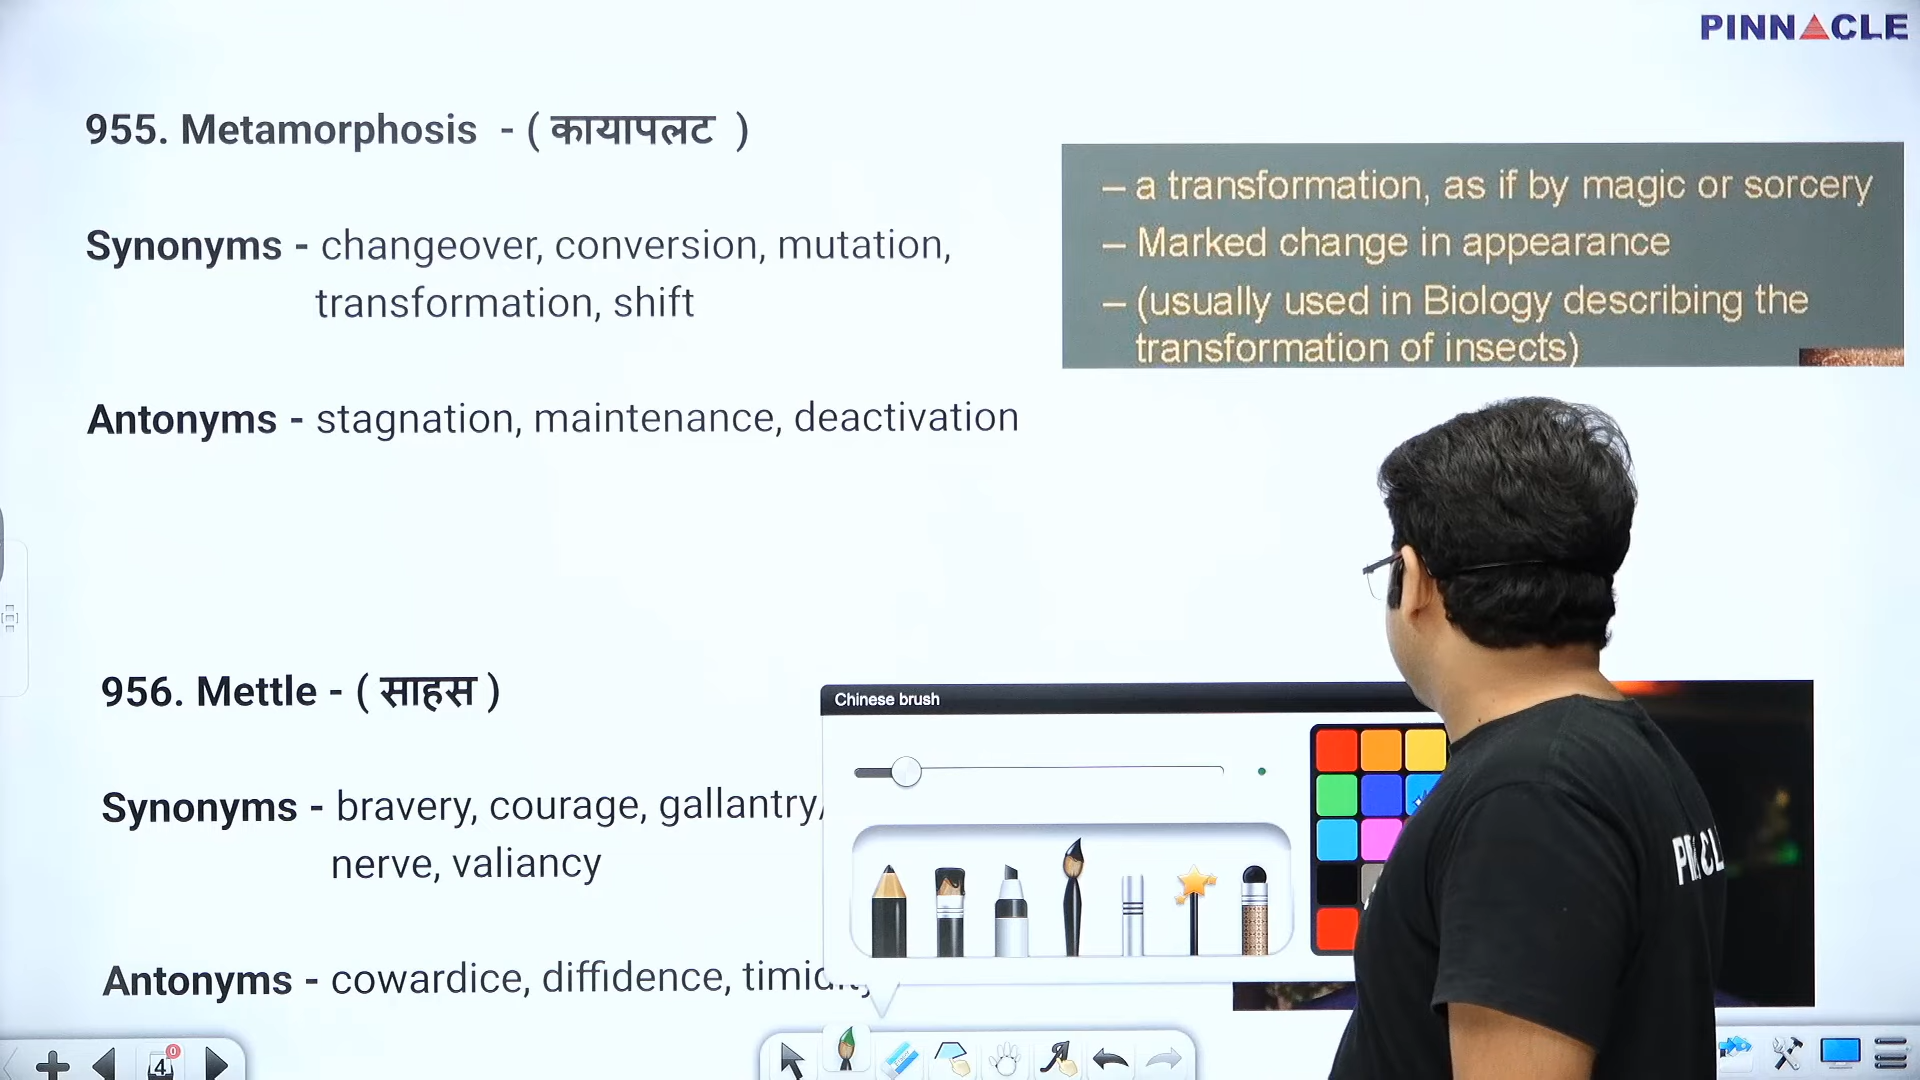 PINNACLE
955. Metamorphosis - ( कायापलट )
– a transformation, as if by magic or sorcery
– Marked change in appearance
– (usually used in Biology describing the
transformation of insects)
Synonyms - changeover, conversion, mutation,
transformation, shift
Antonyms - stagnation, maintenance, deactivation
956. Mettle - ( साहस )
Chinese brush
Synonyms - bravery, courage, gallantry,
nerve, valiancy
Antonyms - cowardice, diffidence, timidity
4
0